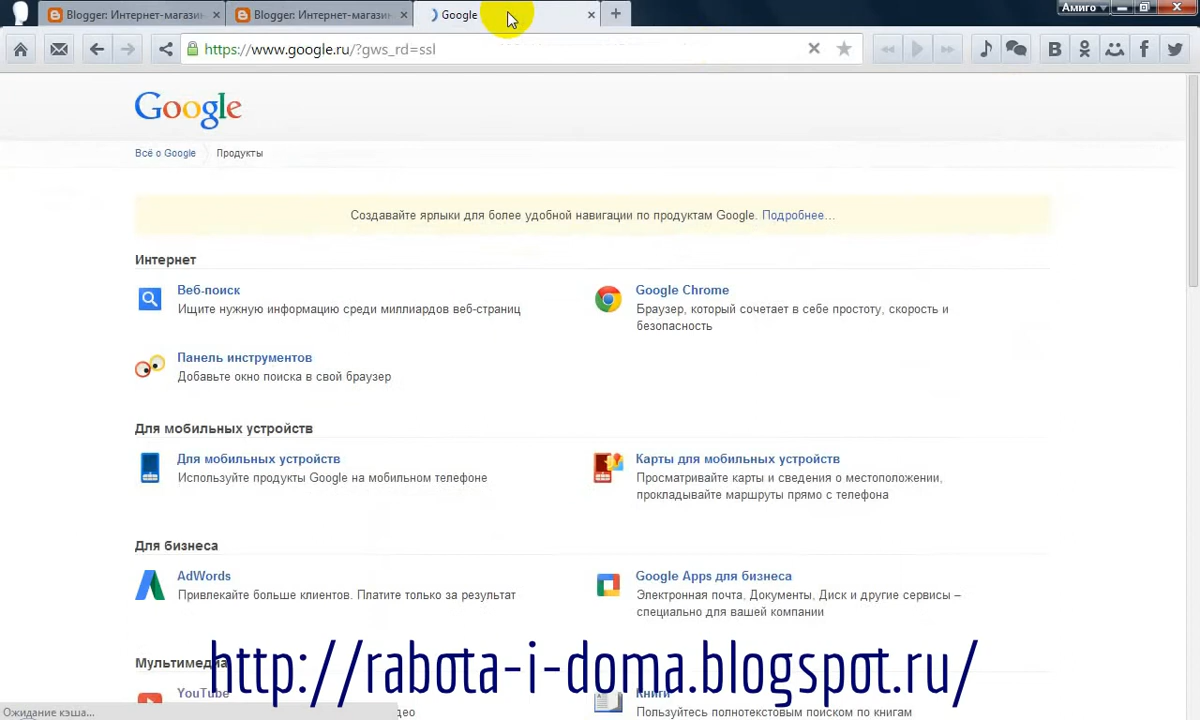 Blogger: Интернет-магазин
Blogger: Интернет-магазин
Google
Амиго
https://www.google.ru/?gws_rd=ssl
Google
Всё о Google
Продукты
Создавайте ярлыки для более удобной навигации по продуктам Google. Подробнее…
Интернет
Веб-поиск
Ищите нужную информацию среди миллиардов веб-страниц
Google Chrome
Браузер, который сочетает в себе простоту, скорость и
безопасность
Панель инструментов
Добавьте окно поиска в свой браузер
Для мобильных устройств
Для мобильных устройств
Используйте продукты Google на мобильном телефоне
Карты для мобильных устройств
Просматривайте карты и сведения о местоположении,
прокладывайте маршруты прямо с телефона
Для бизнеса
AdWords
Привлекайте больше клиентов. Платите только за результат
Google Apps для бизнеса
Электронная почта, Документы, Диск и другие сервисы –
специально для вашей компании
Мультимедиа
http://rabota-i-doma.blogspot.ru/
YouTube
Книги
Пользуйтесь полнотекстовым поиском по книгам
Ожидание кэша...